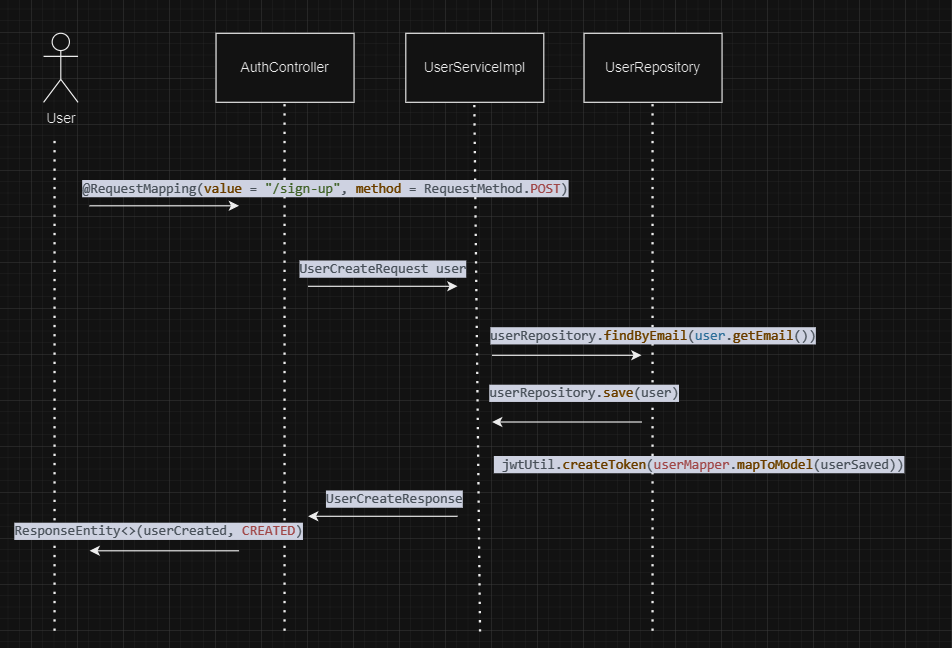 AuthController
UserServiceImpl
UserRepository
User
@RequestMapping(value = "/sign-up", method = RequestMethod.POST)
UserCreateRequest user
userRepository.findByEmail(user.getEmail())
userRepository.save(user)
jwtUtil.createToken(userMapper.mapToModel(userSaved))
UserCreateResponse
ResponseEntity<>(userCreated, CREATED)